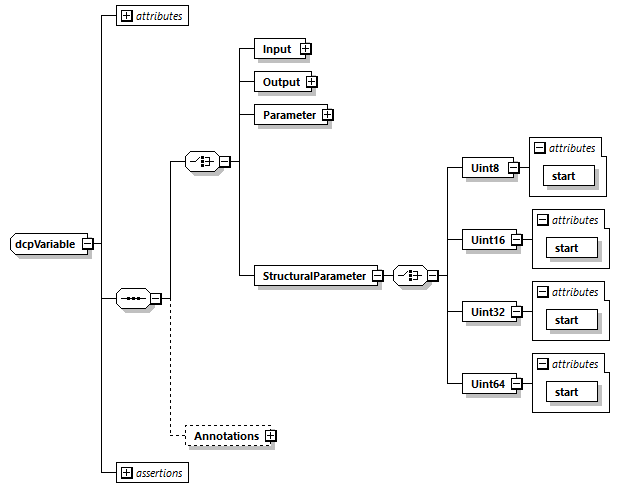 attributes
Input
Output
Parameter
attributes
Uint8
start
attributes
Uint16
dcpVariable
start
StructuralParameter
attributes
Uint32
start
attributes
Uint64
start
Annotations
assertions